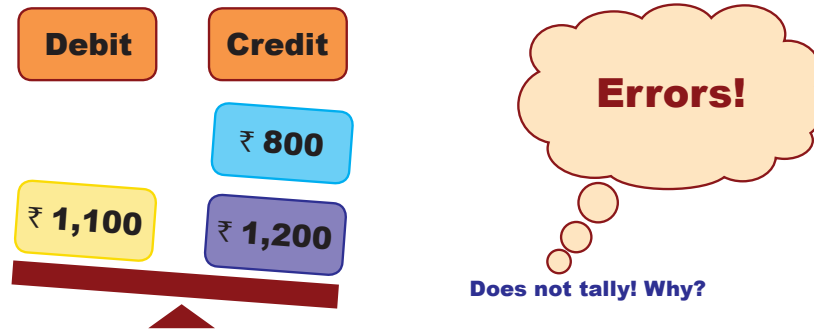 Debit Credit
Errors!
₹ 800
₹ 1,100 ₹ 1,200
Does not tally! Why?